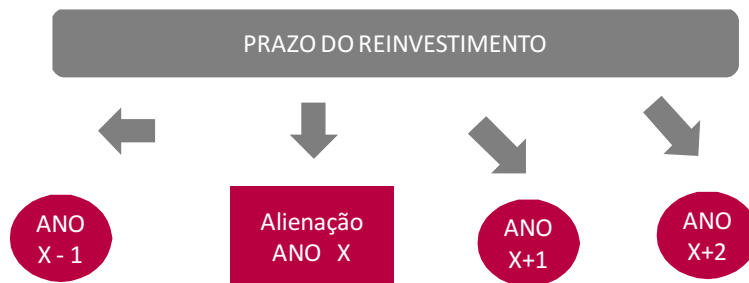 PRAZO DO REINVESTIMENTO
ANO
X - 1
Alienação
ANO X
ANO
X+1
ANO
X+2